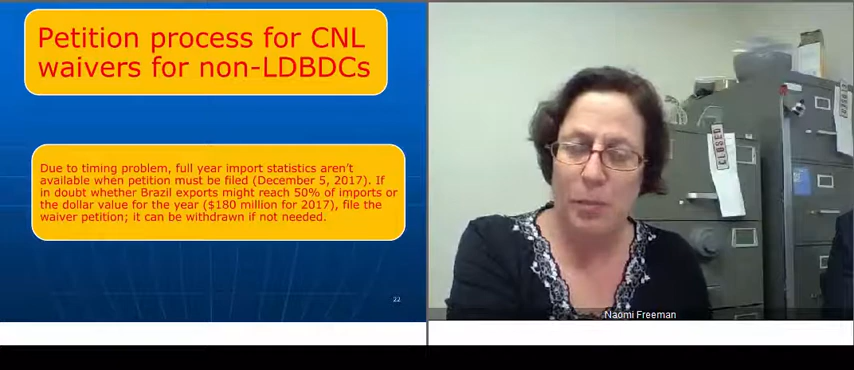 Petition process for CNL
waivers for non-LDBDCs
Due to timing problem, full year import statistics aren't
available when petition must be filed (December 5, 2017). If
in doubt whether Brazil exports might reach 50% of imports or
the dollar value for the year ($180 million for 2017), file the
waiver petition; it can be withdrawn if not needed.
22
CLOSED
CLOSED
Naomi Freeman